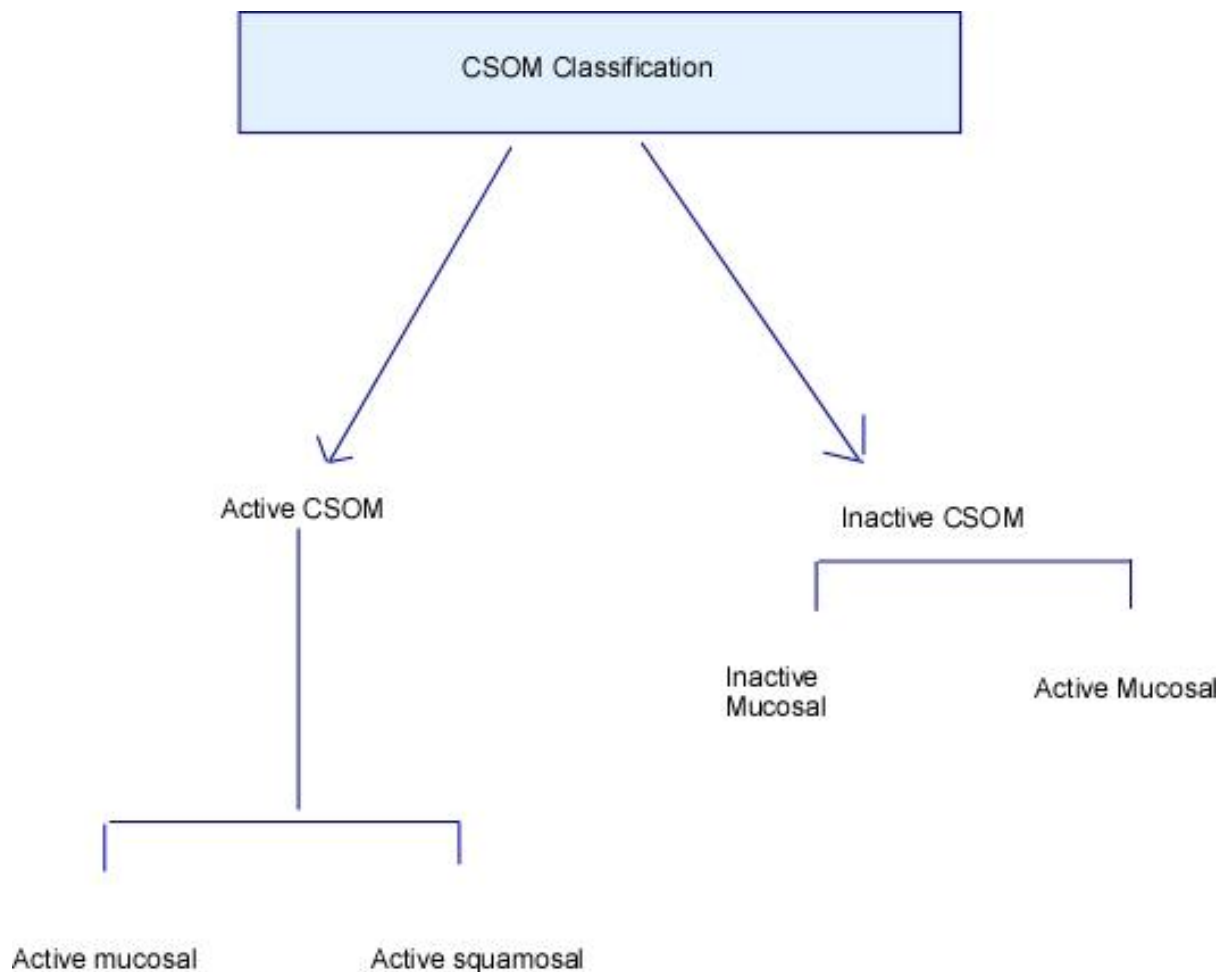 CSOM Classification
Active CSOM
Inactive CSOM
Inactive
Mucosal
Active Mucosal
Active mucosal
Active squamosal